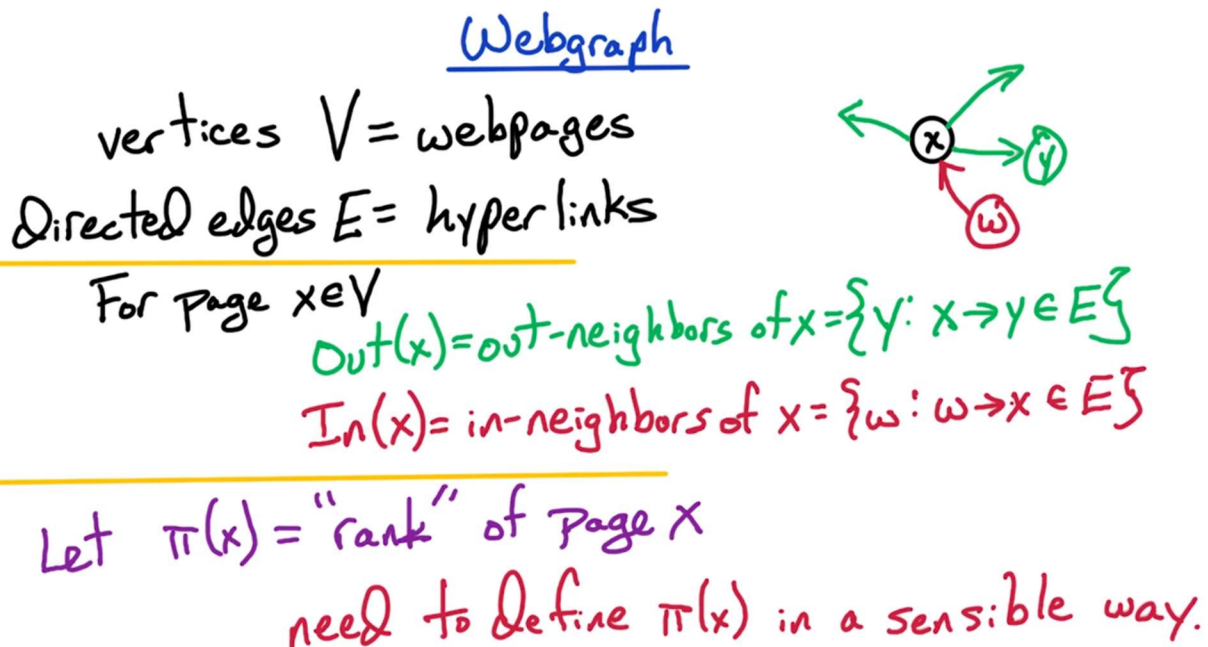 Webgraph
vertices V = webpages
Directed edges E = hyperlinks
x
y
w
For page x∈V
Out(x)=out-neighbors of x={y: x→y∈E}
In(x)= in-neighbors of x={w: w→x∈E}
Let π(x) = "rank" of page x
need to define π(x) in a sensible way.